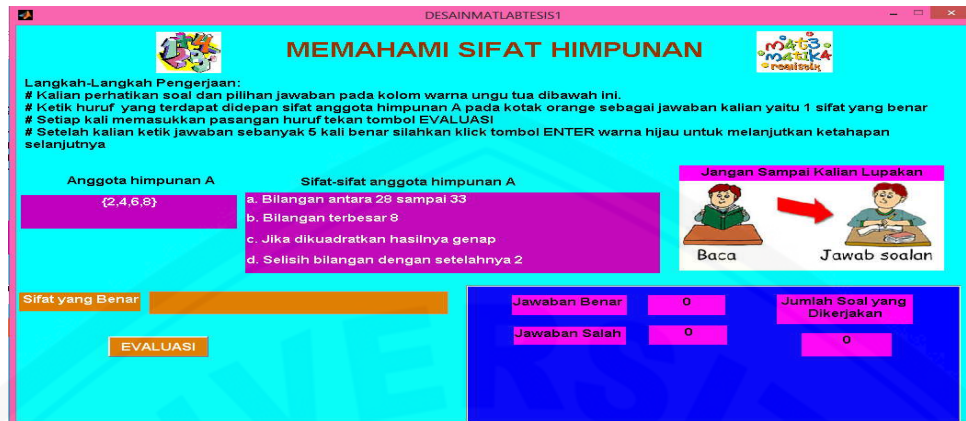 DESAINMATLABTESIS1
MEMAHAMI SIFAT HIMPUNAN
mat3matika
realistik
Langkah-Langkah Pengerjaan:
# Kalian perhatikan soal dan pilihan jawaban pada kolom warna ungu tua dibawah ini.
# Ketik huruf yang terdapat didepan sifat anggota himpunan A pada kotak orange sebagai jawaban kalian yaitu 1 sifat yang benar
# Setiap kali memasukkan pasangan huruf tekan tombol EVALUASI
# Setelah kalian ketik jawaban sebanyak 5 kali benar silahkan click tombol ENTER warna hijau untuk melanjutkan ketahapan
selanjutnya
Anggota himpunan A
{2,4,6,8}
Sifat-sifat anggota himpunan A
a. Bilangan antara 28 sampai 33
b. Bilangan terbesar 8
c. Jika dikuadratkan hasilnya genap
d. Selisih bilangan dengan setelahnya 2
Jangan Sampai Kalian Lupakan
Baca
Jawab soalan
Sifat yang Benar
EVALUASI
Jawaban Benar
0
Jawaban Salah
0
Jumlah Soal yang
Dikerjakan
0